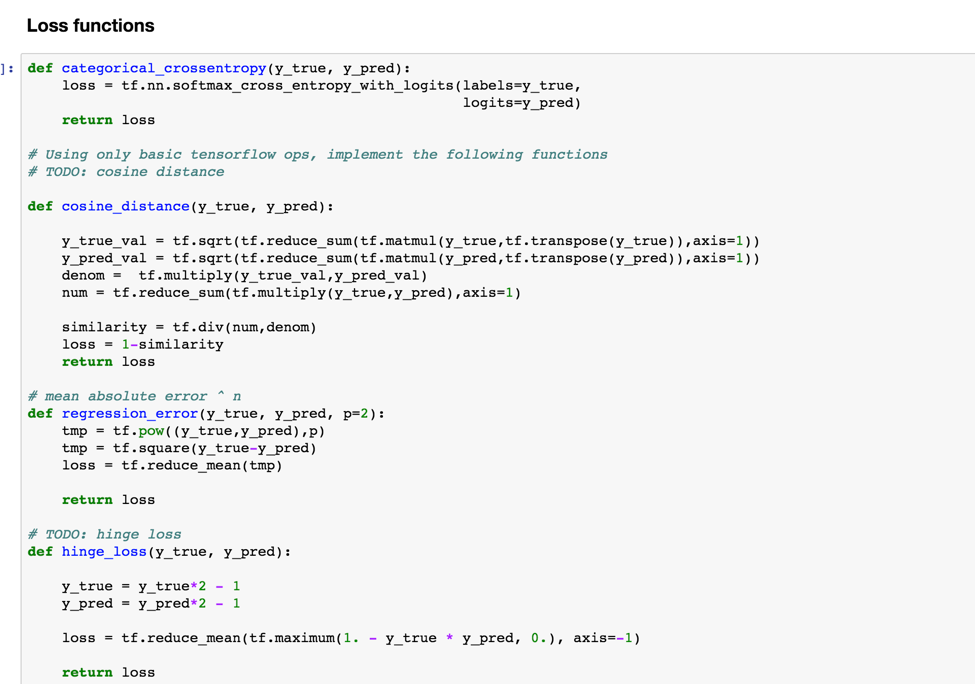 Loss functions
]: def categorical_crossentropy(y_true, y_pred):
    loss = tf.nn.softmax_cross_entropy_with_logits(labels=y_true,
                                                   logits=y_pred)
    return loss
# Using only basic tensorflow ops, implement the following functions
# TODO: cosine distance
def cosine_distance(y_true, y_pred):
    y_true_val = tf.sqrt(tf.reduce_sum(tf.matmul(y_true,tf.transpose(y_true)),axis=1))
    y_pred_val = tf.sqrt(tf.reduce_sum(tf.matmul(y_pred,tf.transpose(y_pred)),axis=1))
    denom =  tf.multiply(y_true_val,y_pred_val)
    num = tf.reduce_sum(tf.multiply(y_true,y_pred),axis=1)
    similarity = tf.div(num,denom)
    loss = 1-similarity
    return loss
# mean absolute error ^ n
def regression_error(y_true, y_pred, p=2):
    tmp = tf.pow((y_true,y_pred),p)
    tmp = tf.square(y_true-y_pred)
    loss = tf.reduce_mean(tmp)
    return loss
# TODO: hinge loss
def hinge_loss(y_true, y_pred):
    y_true = y_true*2 - 1
    y_pred = y_pred*2 - 1
    loss = tf.reduce_mean(tf.maximum(1. - y_true * y_pred, 0.), axis=-1)
    return loss